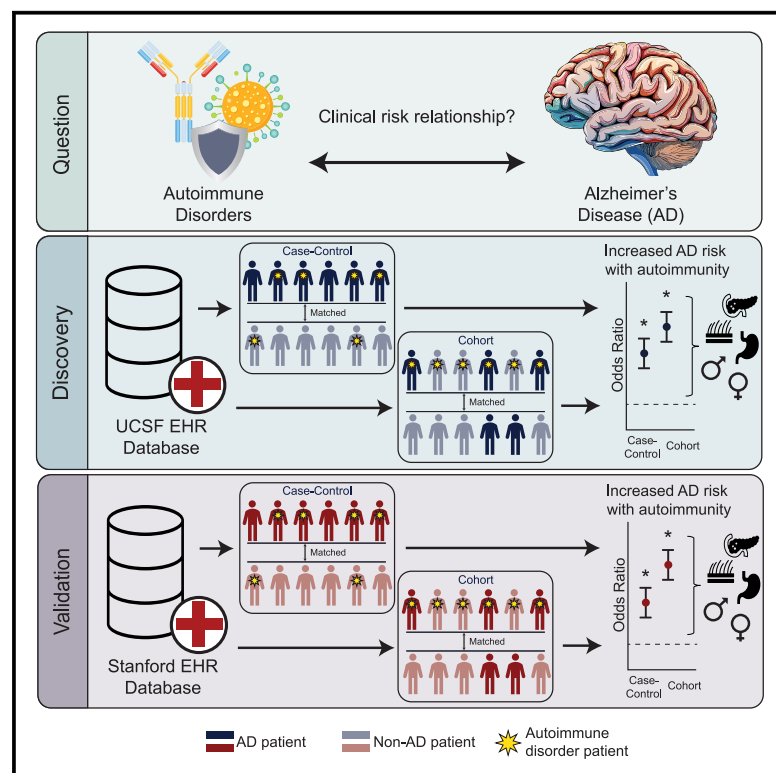 Question
Clinical risk relationship?
Autoimmune
Disorders
Alzheimer's
Disease (AD)
Discovery
UCSF EHR
Database
Case-Control
Matched
Cohort
Matched
Increased AD risk
with autoimmunity
Odds Ratio
*
*
Case-
Control
Cohort
Validation
Stanford EHR
Database
Case-Control
Matched
Cohort
Matched
Increased AD risk
with autoimmunity
Odds Ratio
*
*
Case-
Control
Cohort
AD patient
Non-AD patient
Autoimmune
disorder patient